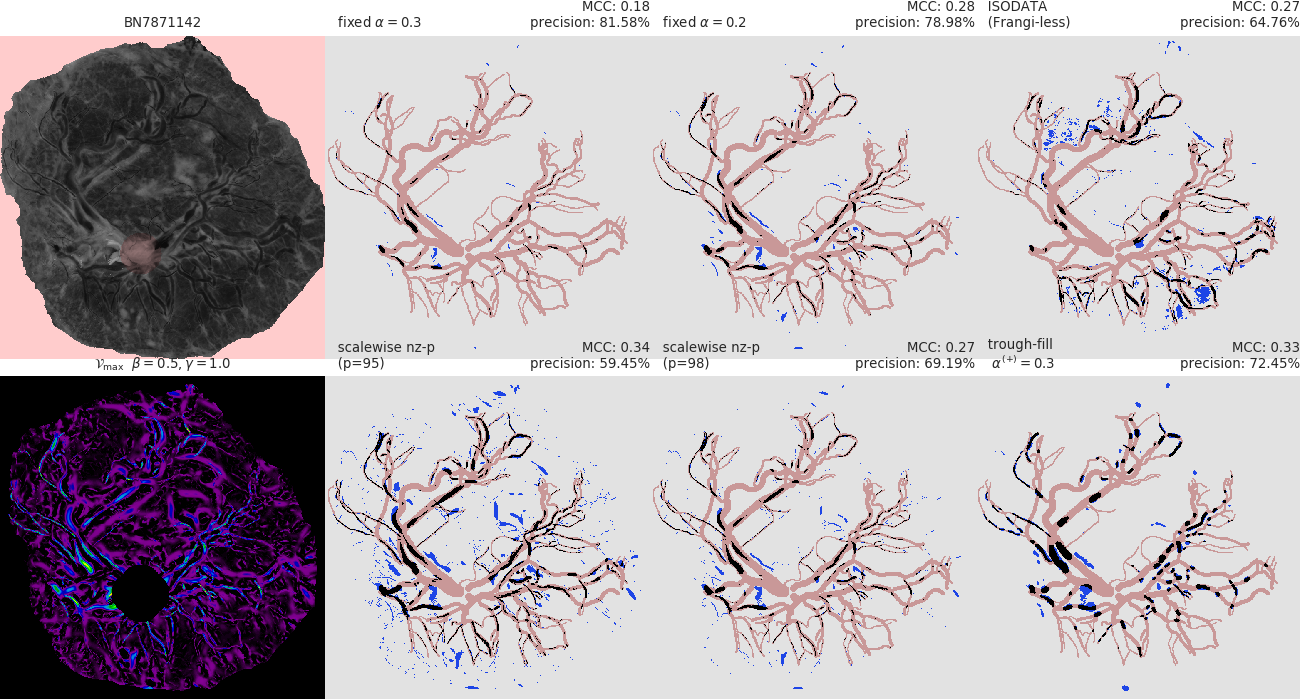 BN7871142
fixed α = 0.3
MCC: 0.18
precision: 81.58%
fixed α = 0.2
MCC: 0.28
precision: 78.98%
ISODATA
(Frangi-less)
MCC: 0.27
precision: 64.76%
𝒱max β = 0.5, γ = 1.0
scalewise nz-p
(p=95)
MCC: 0.34
precision: 59.45%
scalewise nz-p
(p=98)
MCC: 0.27
precision: 69.19%
trough-fill
α(+) = 0.3
MCC: 0.33
precision: 72.45%